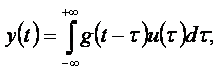 y(t) = ∫_{-∞}^{+∞} g(t − τ)u(τ)dτ,